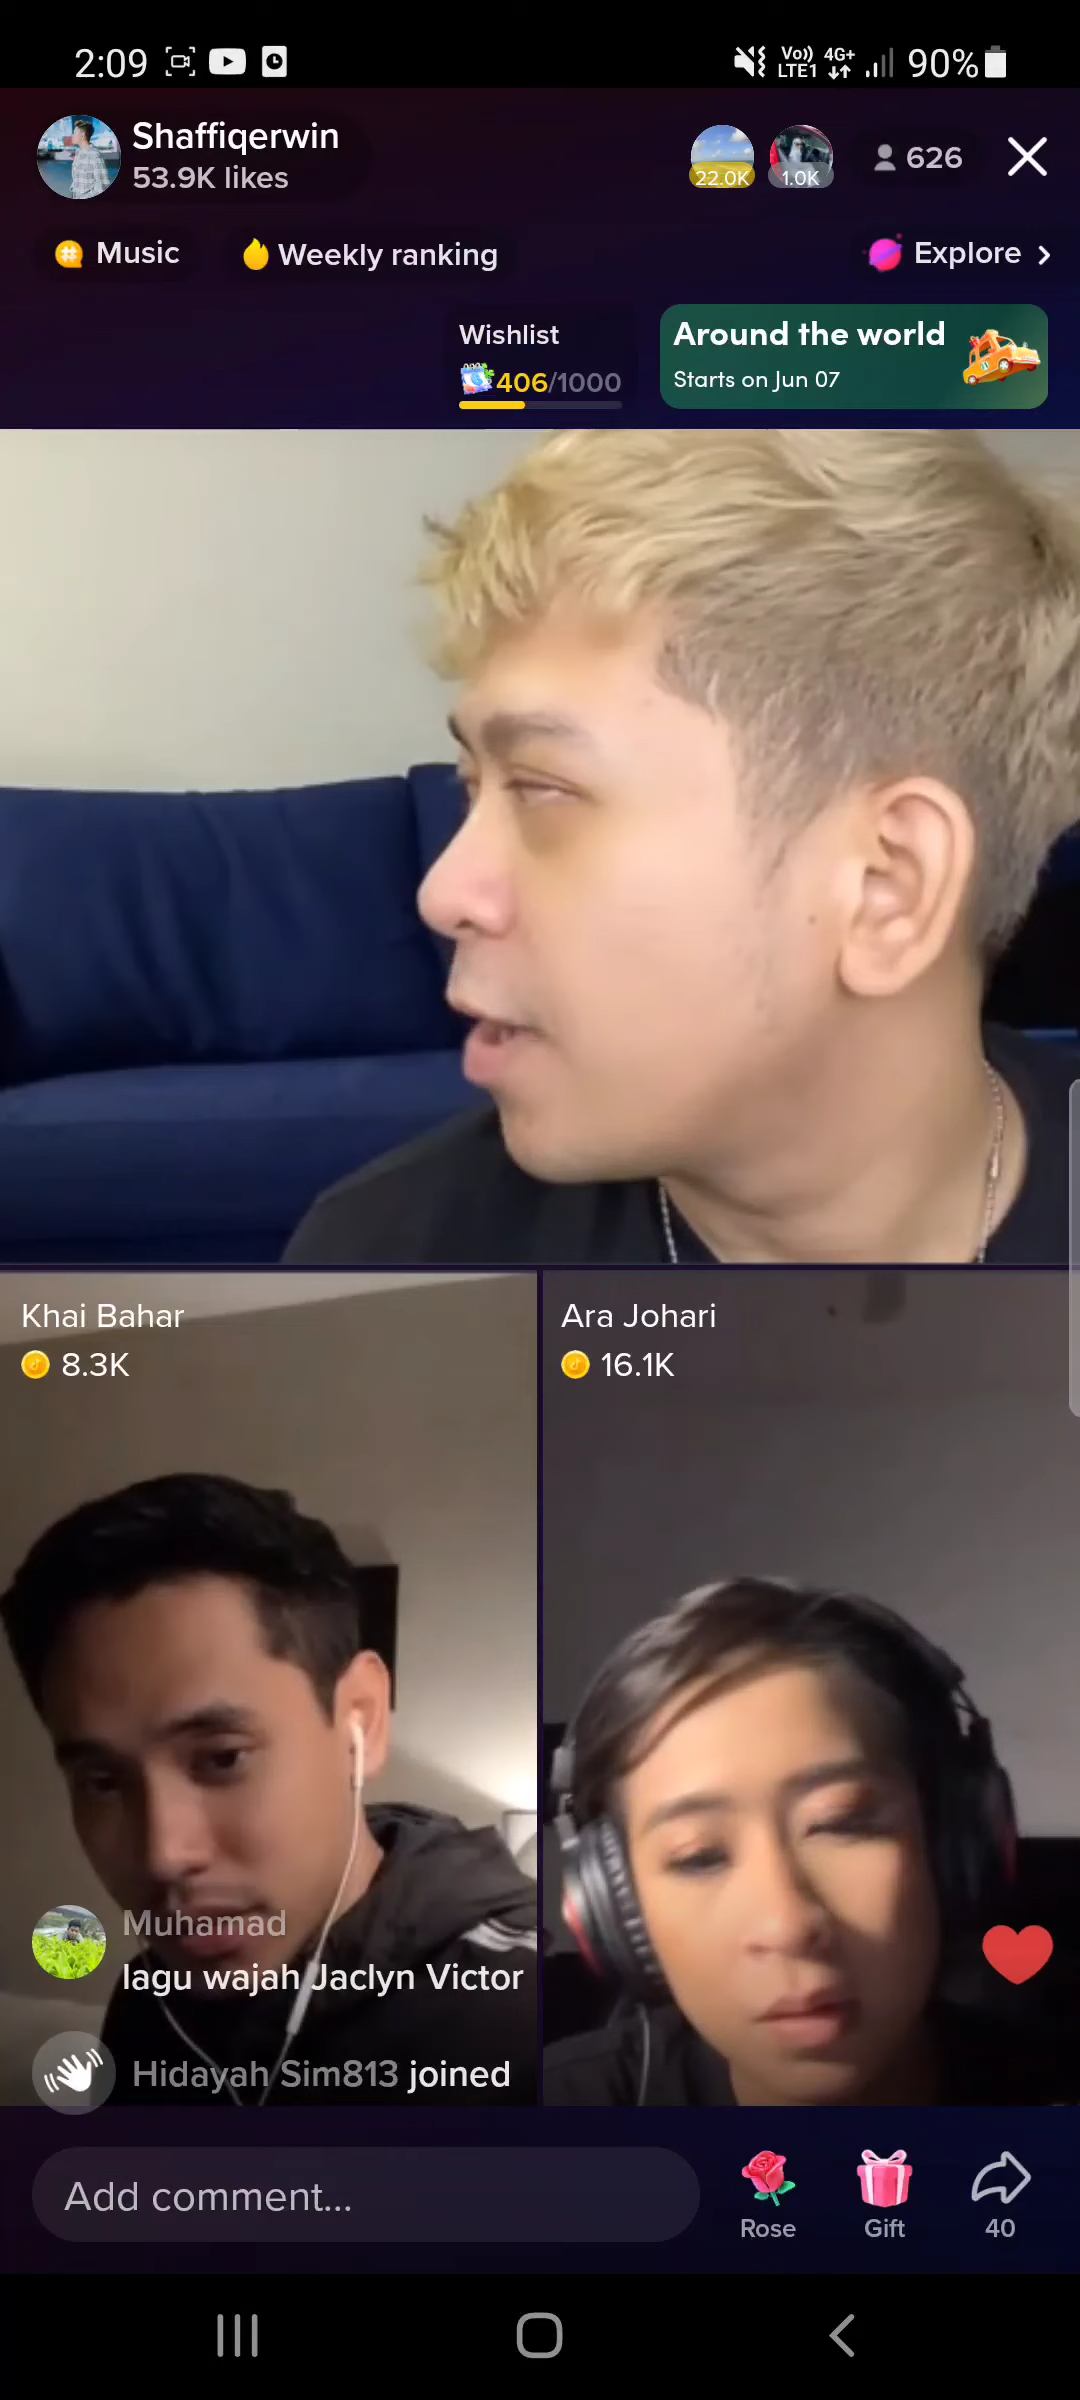 2:09
Vo)) 4G+
LTE1
90%
Shaffiqerwin
53.9K likes
22.0K
1.0K
626
Music
Weekly ranking
Explore
Wishlist
406/1000
Around the world
Starts on Jun 07
Khai Bahar
8.3K
Ara Johari
16.1K
Muhamad
lagu wajah Jaclyn Victor
Hidayah Sim813 joined
Add comment...
Rose
Gift
40